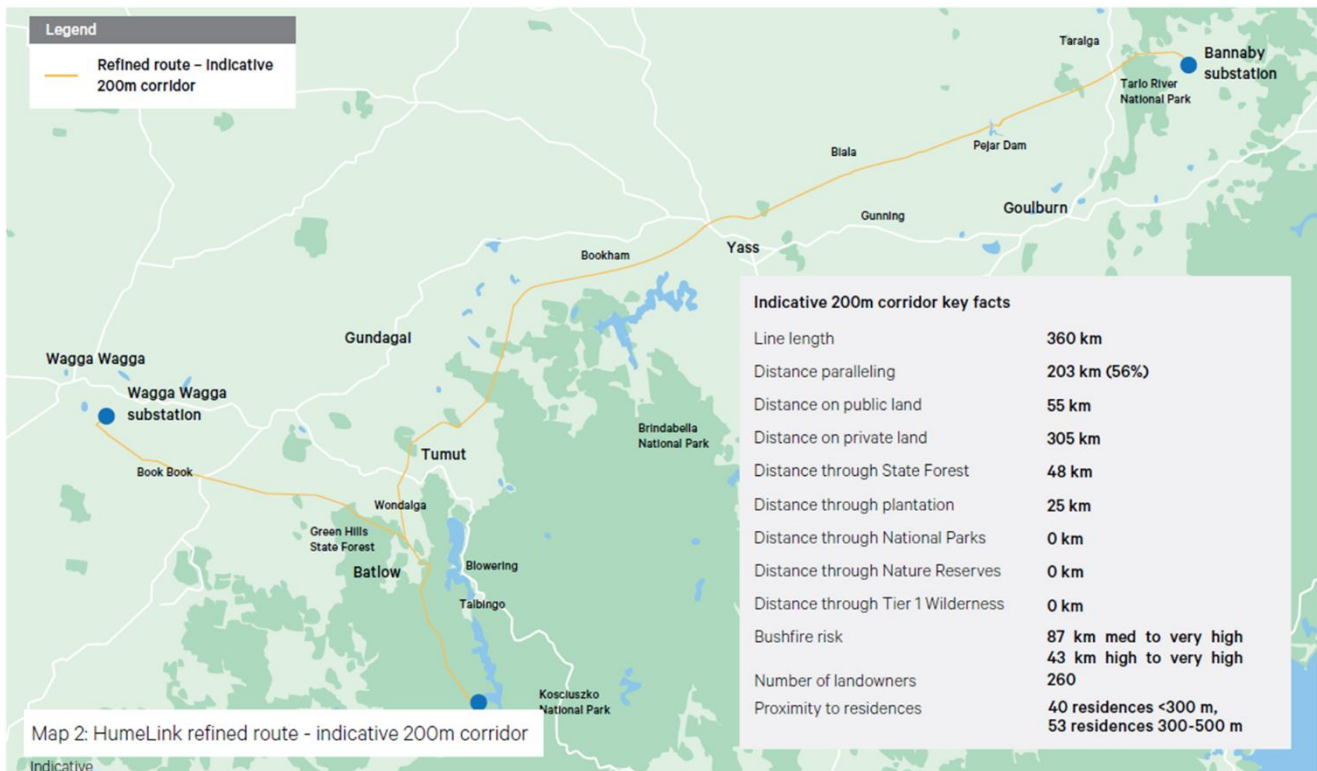 Legend
Refined route – indicative
200m corridor
Taralga
Bannaby
substation
Tarlo River
National Park
Pejar Dam
Biala
Gunning
Goulburn
Yass
Bookham
Gundagal
Wagga Wagga
Wagga Wagga
substation
Book Book
Tumut
Brindabella
National Park
Wondalga
Green Hills
State Forest
Batlow
Blowering
Talbingo
Kosciuszko
National Park
Indicative 200m corridor key facts
Line length 360 km
Distance paralleling 203 km (56%)
Distance on public land 55 km
Distance on private land 305 km
Distance through State Forest 48 km
Distance through plantation 25 km
Distance through National Parks 0 km
Distance through Nature Reserves 0 km
Distance through Tier 1 Wilderness 0 km
Bushfire risk 87 km med to very high
43 km high to very high
Number of landowners 260
Proximity to residences 40 residences <300 m,
53 residences 300-500 m
Map 2: HumeLink refined route - indicative 200m corridor
Indicative